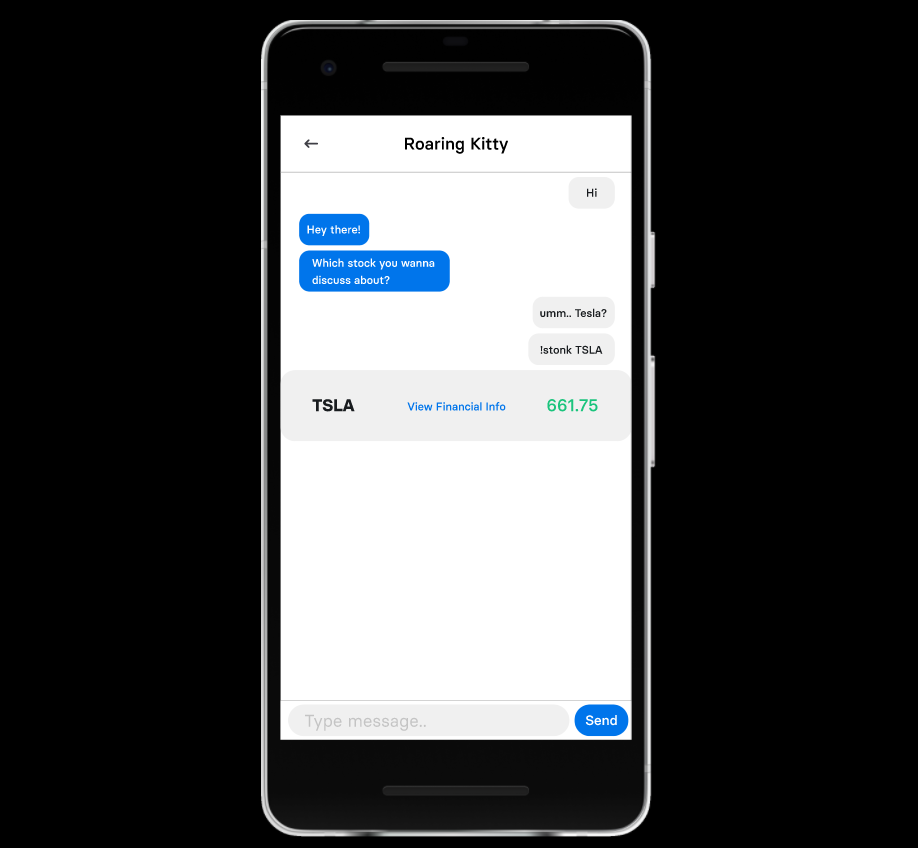 Roaring Kitty
Hi
Hey there!
Which stock you wanna
discuss about?
umm.. Tesla?
!stonk TSLA
TSLA View Financial Info 661.75
Type message.. Send